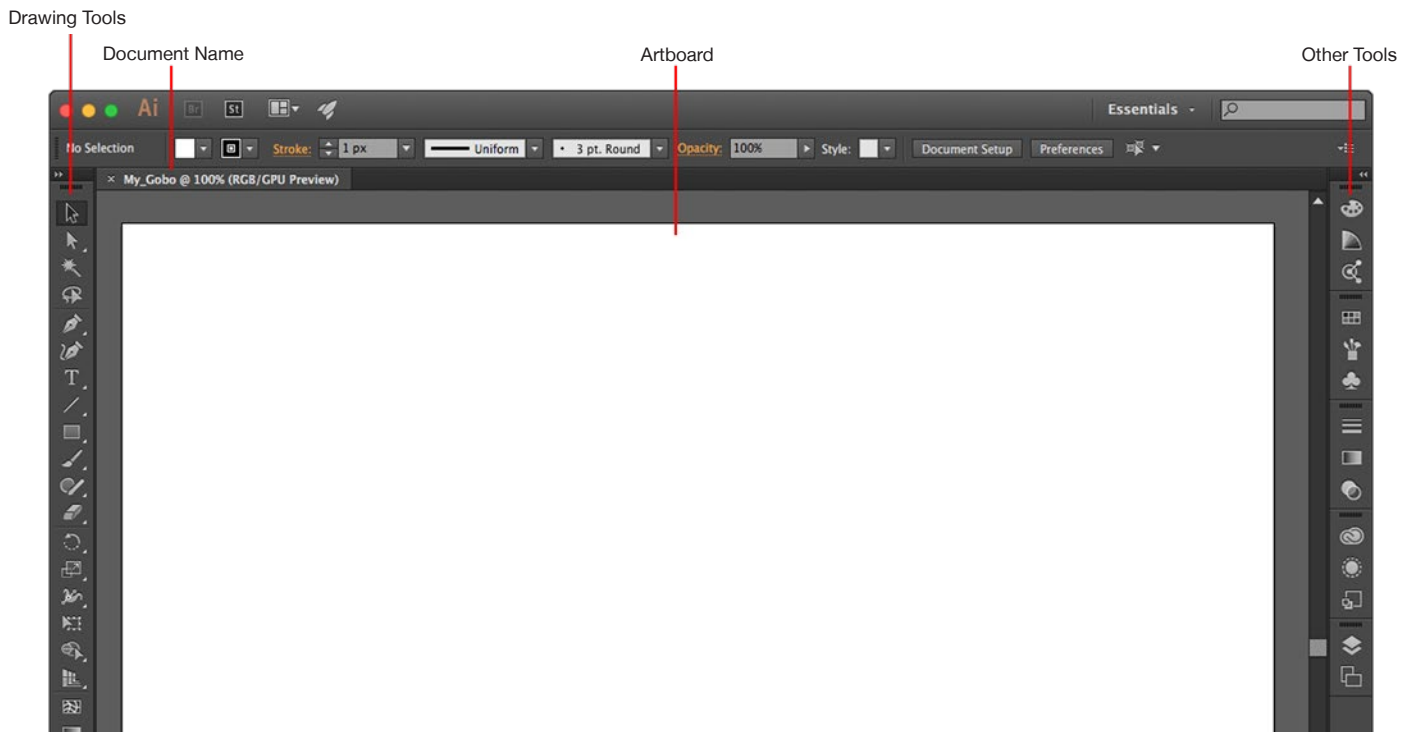 Drawing Tools
Document Name
Artboard
Other Tools
Ai Br St Essentials
No Selection Stroke: 1 px Uniform 3 pt. Round Opacity: 100% Style: Document Setup Preferences
× My_Gobo @ 100% (RGB/GPU Preview)
T